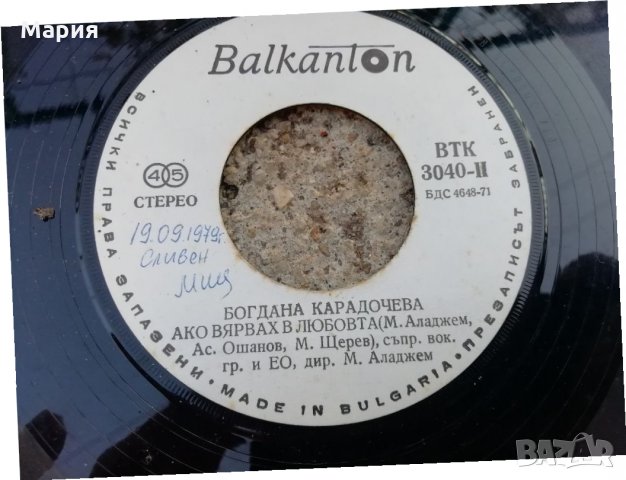 Мария
Balkanton
ВСИЧКИ ПРАВА ЗАПАЗЕНИ • MADE IN BULGARIA • ПРЕЗАПИСЪТ ЗАБРАНЕН
45
СТЕРЕО
ВТК
3040-II
БДС 4648-71
19.09.1979г.
Сливен
БОГДАНА КАРАДОЧЕВА
АКО ВЯРВАХ В ЛЮБОВТА (М. Аладжем,
Ас. Ошанов, М. Щерев), съпр. вок.
гр. и ЕО, дир. М. Аладжем
BAZAR